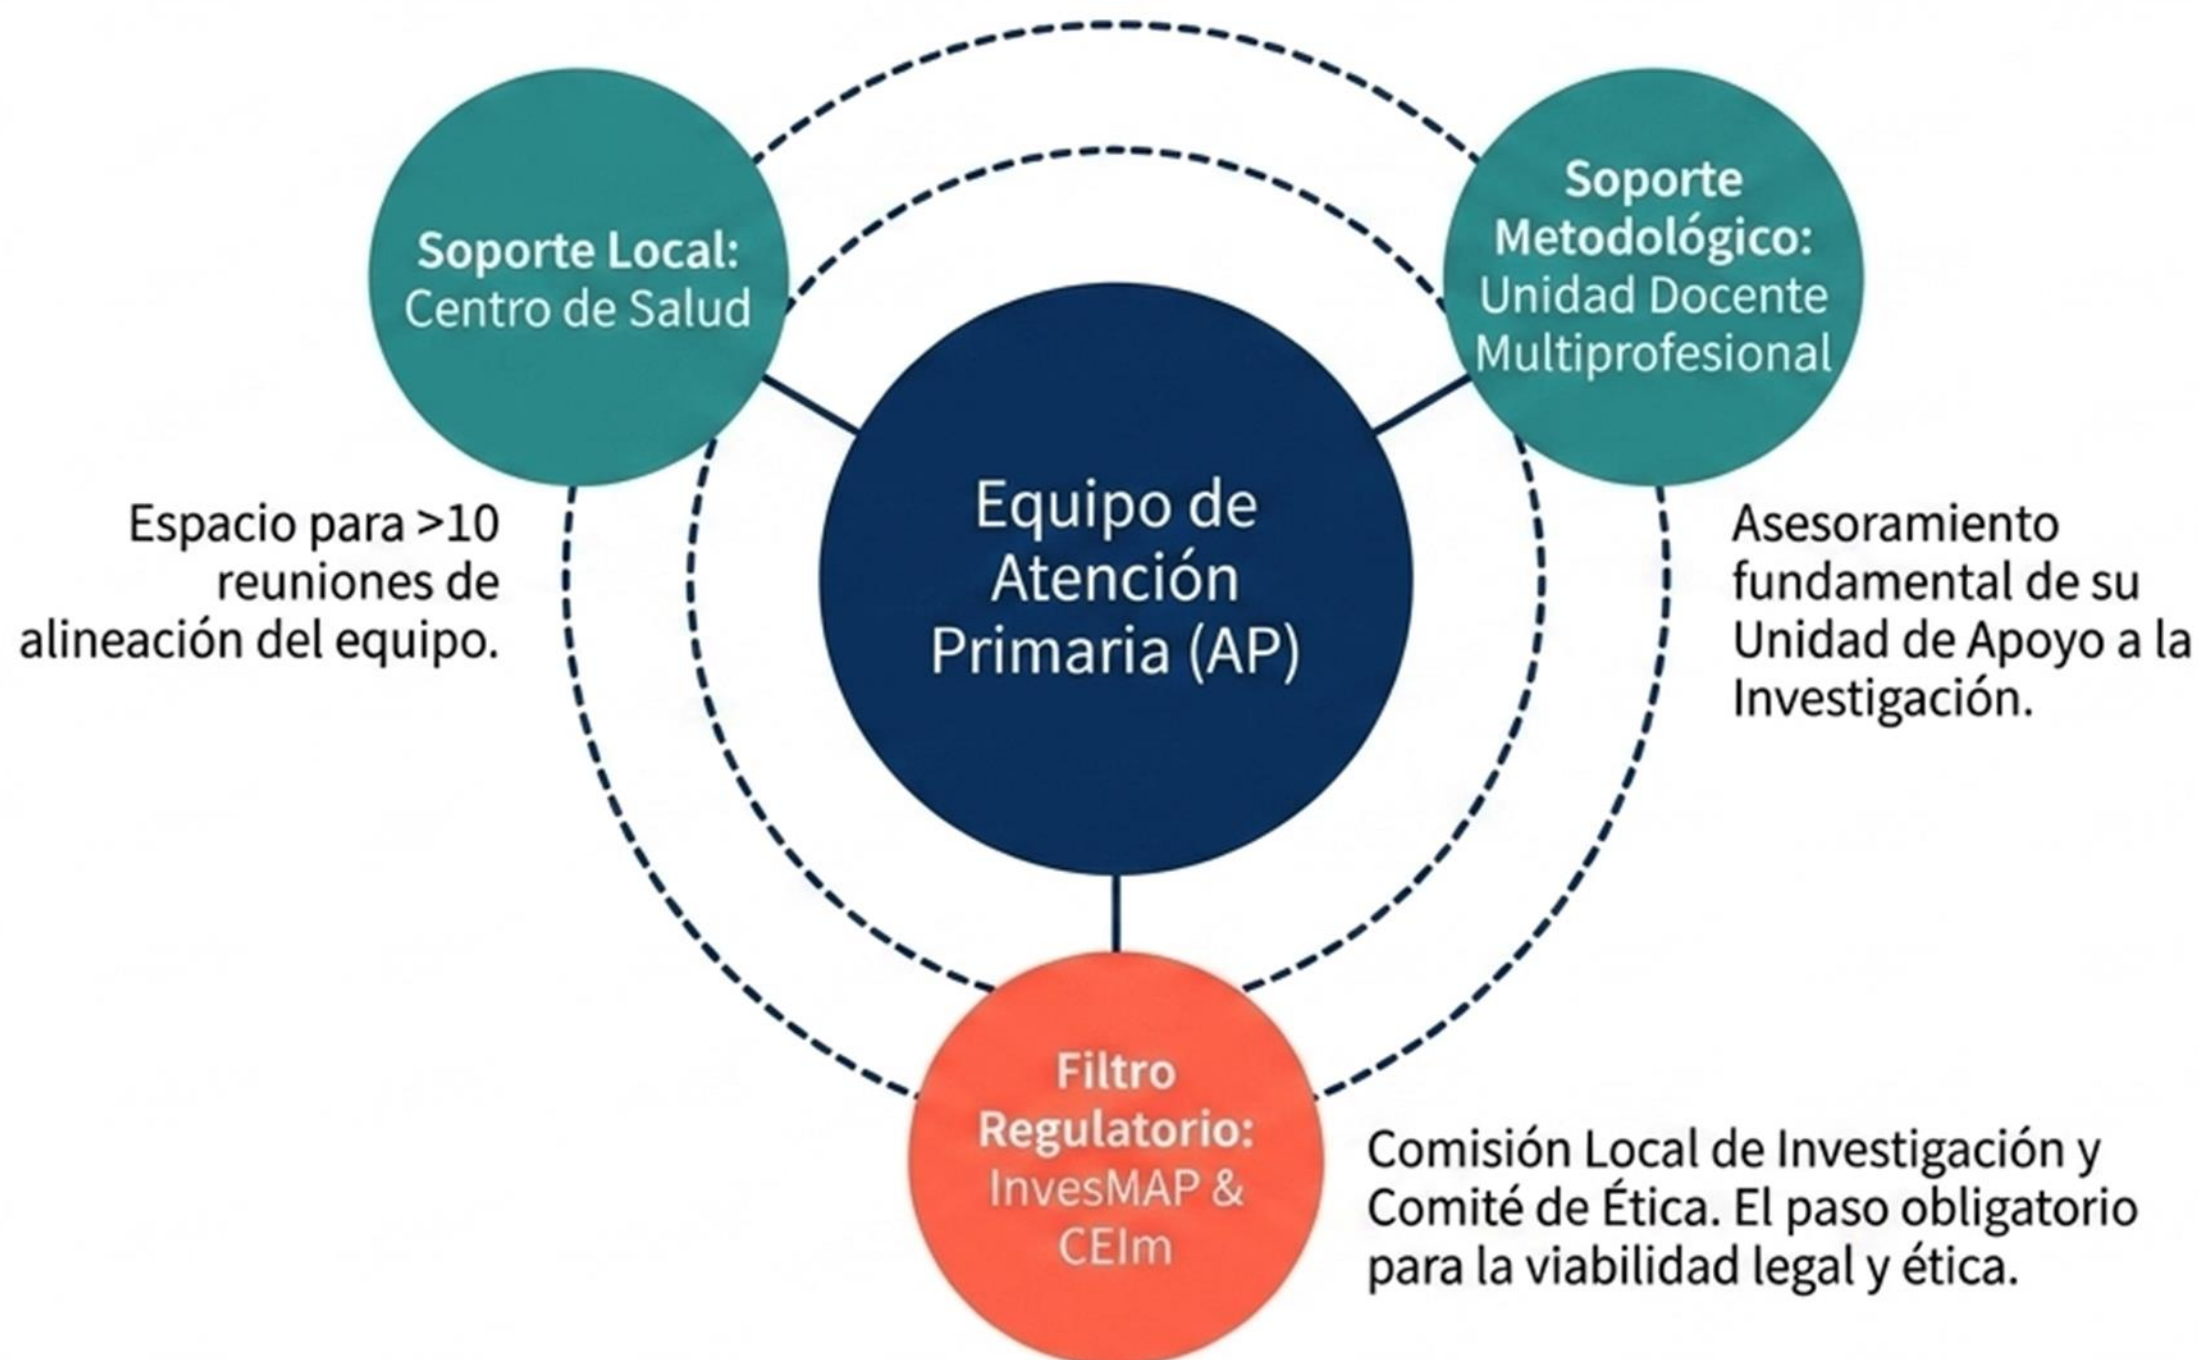 Soporte Local:
Centro de Salud
Espacio para >10
reuniones de
alineación del equipo.
Soporte
Metodológico:
Unidad Docente
Multiprofesional
Asesoramiento
fundamental de su
Unidad de Apoyo a la
Investigación.
Equipo de
Atención
Primaria (AP)
Filtro
Regulatorio:
InvesMAP &
CEIm
Comisión Local de Investigación y
Comité de Ética. El paso obligatorio
para la viabilidad legal y ética.